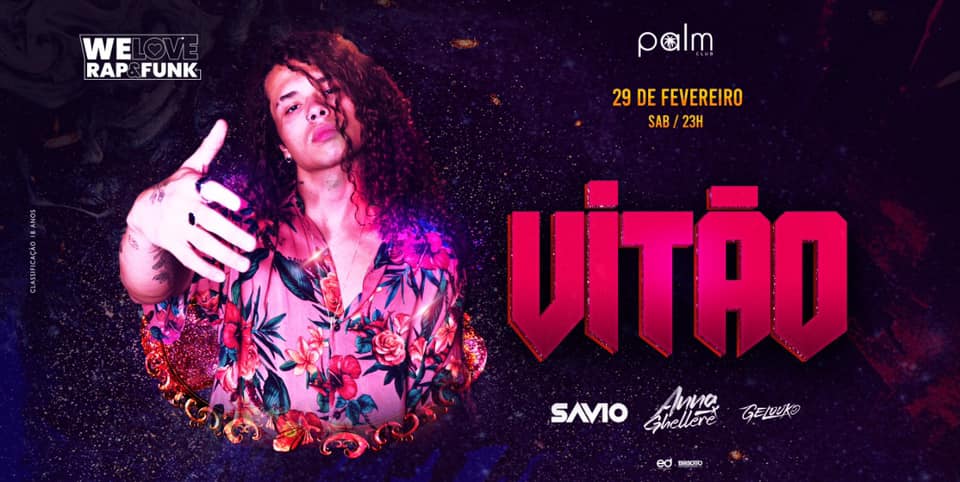 WE LOVE
RAP & FUNK
palm
CLUB
29 DE FEVEREIRO
SAB / 23H
CLASSIFICAÇÃO 18 ANOS
VITÃO
SAVIO
Anna
Ghellere
GELOUKO
ed